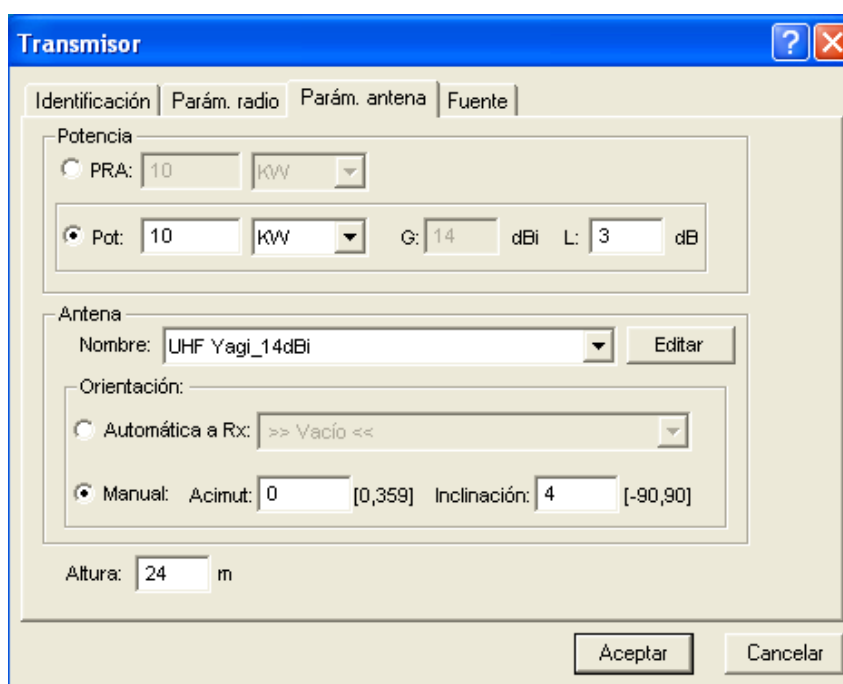 Transmisor
Identificación Parám. radio Parám. antena Fuente
Potencia
PRA: 10 KW
Pot: 10 KW G: 14 dBi L: 3 dB
Antena
Nombre: UHF Yagi_14dBi Editar
Orientación:
Automática a Rx: >> Vacío <<
Manual: Acimut: 0 [0,359] Inclinación: 4 [-90,90]
Altura: 24 m
Aceptar Cancelar